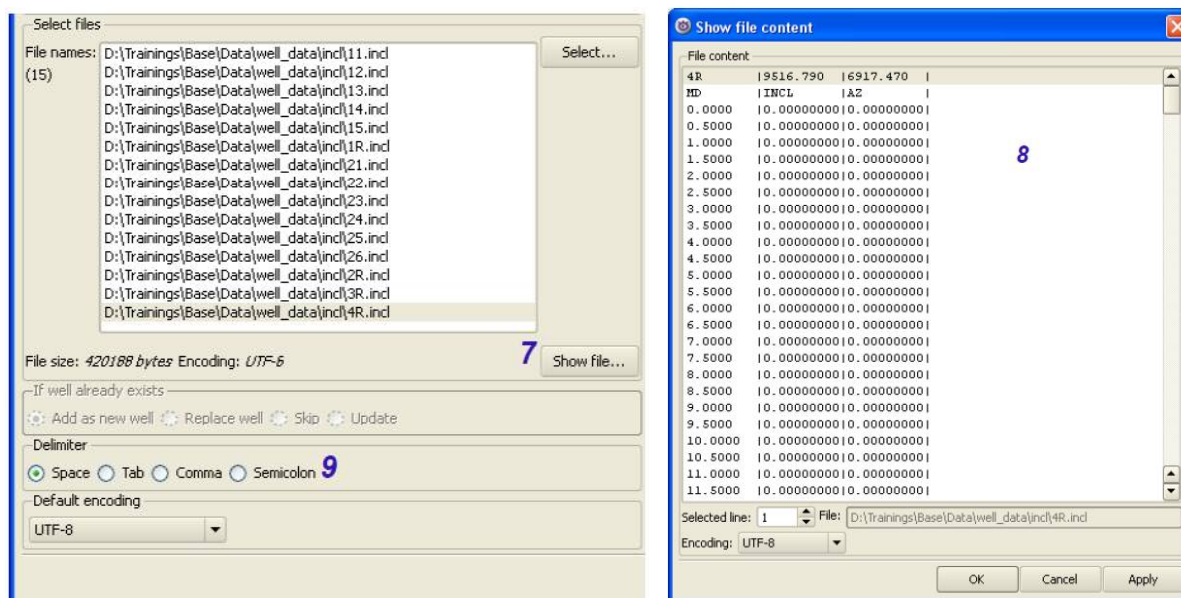 Select files
File names:
(15)
D:\Trainings\Base\Data\well_data\incl\11.incl
D:\Trainings\Base\Data\well_data\incl\12.incl
D:\Trainings\Base\Data\well_data\incl\13.incl
D:\Trainings\Base\Data\well_data\incl\14.incl
D:\Trainings\Base\Data\well_data\incl\15.incl
D:\Trainings\Base\Data\well_data\incl\1R.incl
D:\Trainings\Base\Data\well_data\incl\21.incl
D:\Trainings\Base\Data\well_data\incl\22.incl
D:\Trainings\Base\Data\well_data\incl\23.incl
D:\Trainings\Base\Data\well_data\incl\24.incl
D:\Trainings\Base\Data\well_data\incl\25.incl
D:\Trainings\Base\Data\well_data\incl\26.incl
D:\Trainings\Base\Data\well_data\incl\2R.incl
D:\Trainings\Base\Data\well_data\incl\3R.incl
D:\Trainings\Base\Data\well_data\incl\4R.incl
Select...
File size: 420188 bytes Encoding: UTF-8
7 Show file...
If well already exists
Add as new well Replace well Skip Update
Delimiter
Space Tab Comma Semicolon 9
Default encoding
UTF-8
Show file content
File content
4R |9516.790 |6917.470 |
MD |INCL |AZ |
0.0000 |0.00000000|0.00000000|
0.5000 |0.00000000|0.00000000|
1.0000 |0.00000000|0.00000000|
1.5000 |0.00000000|0.00000000|
2.0000 |0.00000000|0.00000000|
2.5000 |0.00000000|0.00000000|
3.0000 |0.00000000|0.00000000|
3.5000 |0.00000000|0.00000000|
4.0000 |0.00000000|0.00000000|
4.5000 |0.00000000|0.00000000|
5.0000 |0.00000000|0.00000000|
5.5000 |0.00000000|0.00000000|
6.0000 |0.00000000|0.00000000|
6.5000 |0.00000000|0.00000000|
7.0000 |0.00000000|0.00000000|
7.5000 |0.00000000|0.00000000|
8.0000 |0.00000000|0.00000000|
8.5000 |0.00000000|0.00000000|
9.0000 |0.00000000|0.00000000|
9.5000 |0.00000000|0.00000000|
10.0000 |0.00000000|0.00000000|
10.5000 |0.00000000|0.00000000|
11.0000 |0.00000000|0.00000000|
11.5000 |0.00000000|0.00000000|
8
Selected line: 1 File: D:\Trainings\Base\Data\well_data\incl\4R.incl
Encoding: UTF-8
OK Cancel Apply